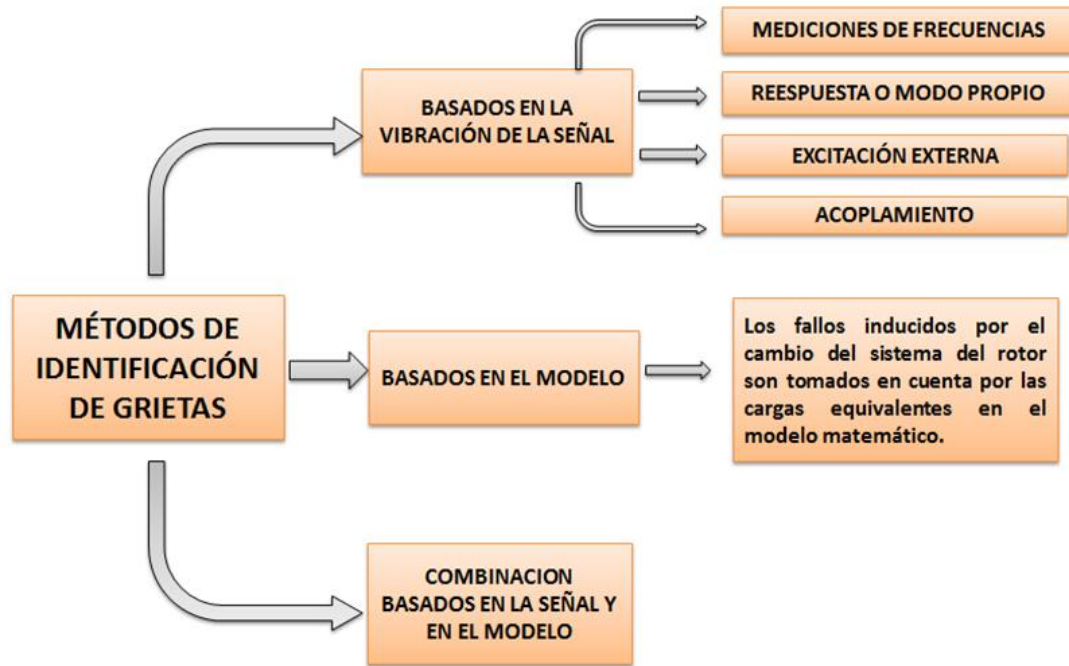 MEDICIONES DE FRECUENCIAS
BASADOS EN LA
VIBRACIÓN DE LA SEÑAL
REESPUESTA O MODO PROPIO
EXCITACIÓN EXTERNA
ACOPLAMIENTO
MÉTODOS DE
IDENTIFICACIÓN
DE GRIETAS
BASADOS EN EL MODELO
Los fallos inducidos por el
cambio del sistema del rotor
son tomados en cuenta por las
cargas equivalentes en el
modelo matemático.
COMBINACION
BASADOS EN LA SEÑAL Y
EN EL MODELO